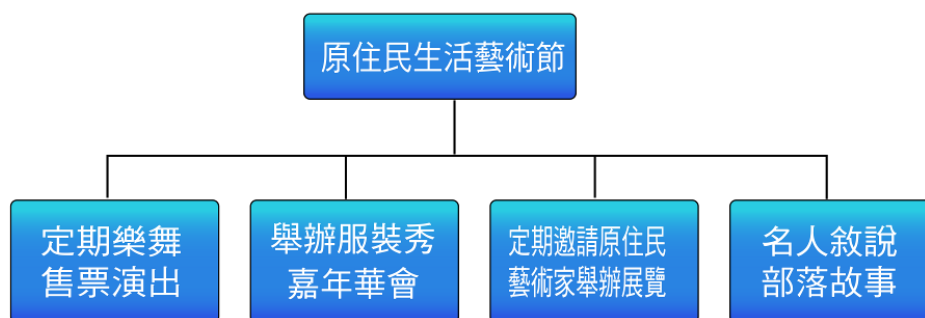 原住民生活藝術節
定期樂舞
售票演出
舉辦服裝秀
嘉年華會
定期邀請原住民
藝術家舉辦展覽
名人敘說
部落故事